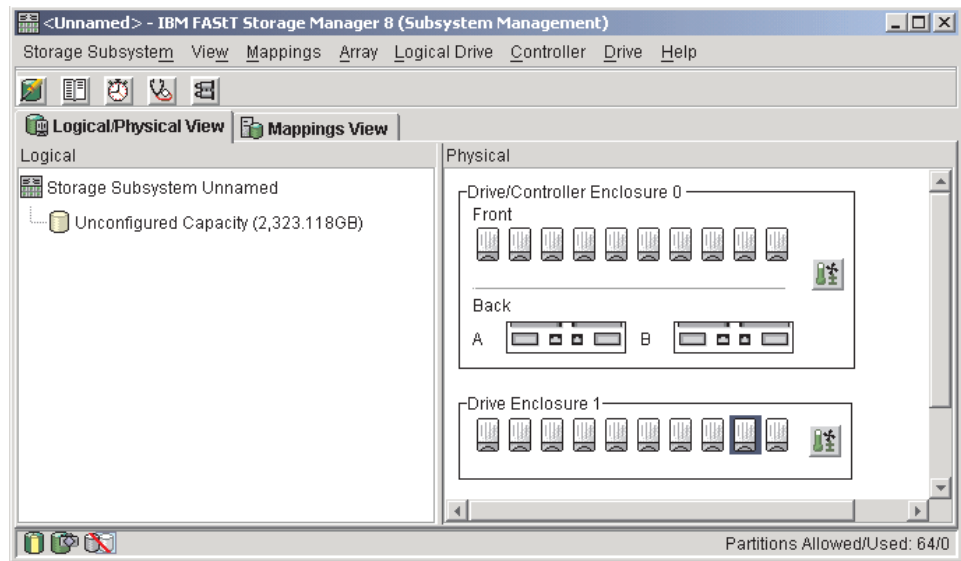 <Unnamed> - IBM FAStT Storage Manager 8 (Subsystem Management)
Storage Subsystem View Mappings Array Logical Drive Controller Drive Help
Logical/Physical View Mappings View
Logical
Storage Subsystem Unnamed
Unconfigured Capacity (2,323.118GB)
Physical
Drive/Controller Enclosure 0
Front
Back
A B
Drive Enclosure 1
Partitions Allowed/Used: 64/0